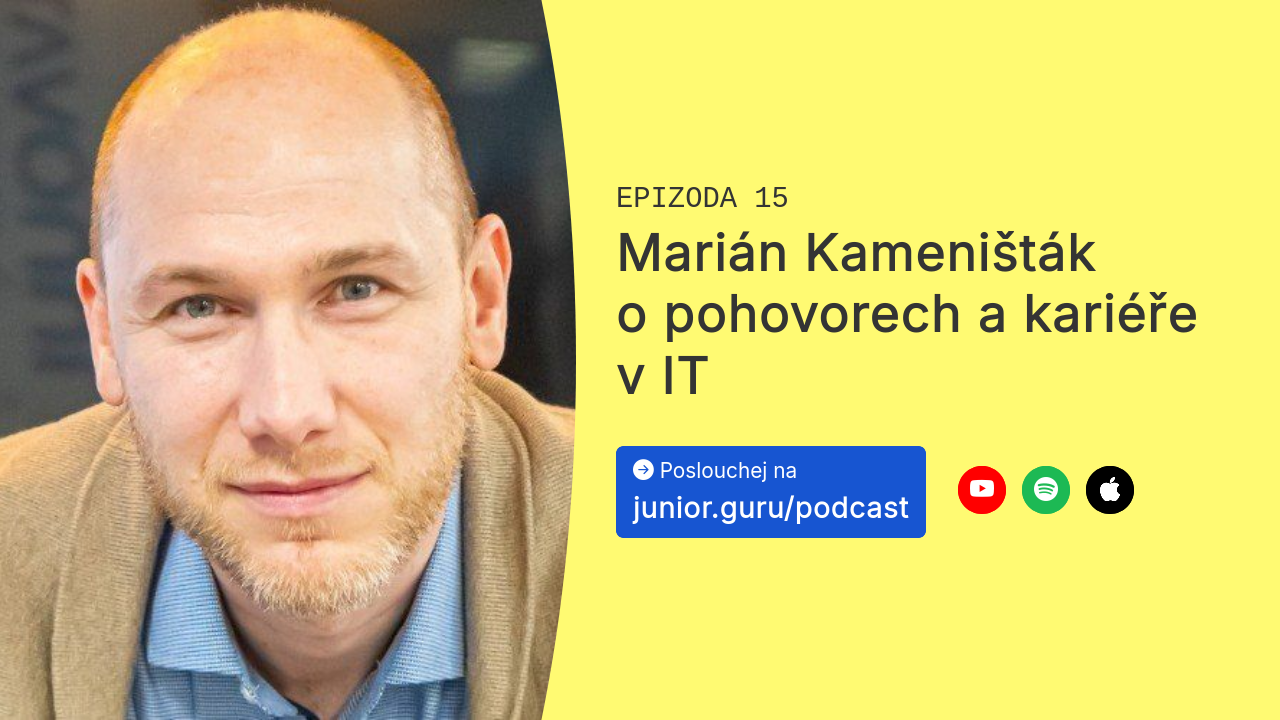 EPIZODA 15
Marián Kameništák
o pohovorech a kariéře
v IT
Poslouchej na
junior.guru/podcast